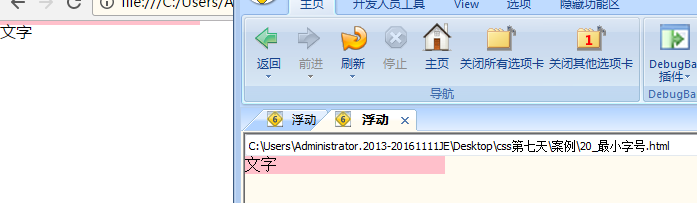 file:///C:/Users/A
文字
主页 开发人员工具 View 选项 隐藏功能区
返回 前进 刷新 停止 主页 关闭所有选项卡 1 关闭其他选项卡 DebugBa
插件
导航 DebugBa
6 浮动 6 浮动
C:\Users\Administrator.2013-20161111JE\Desktop\css第七天\案例\20_最小字号.html
文字